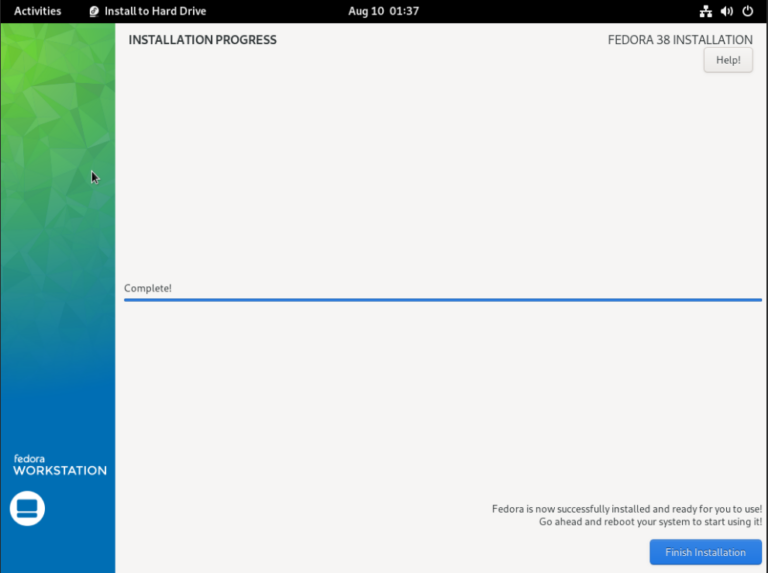 Activities Install to Hard Drive Aug 10 01:37
INSTALLATION PROGRESS
FEDORA 38 INSTALLATION
Help!
Complete!
fedora
WORKSTATION
Fedora is now successfully installed and ready for you to use!
Go ahead and reboot your system to start using it!
Finish Installation